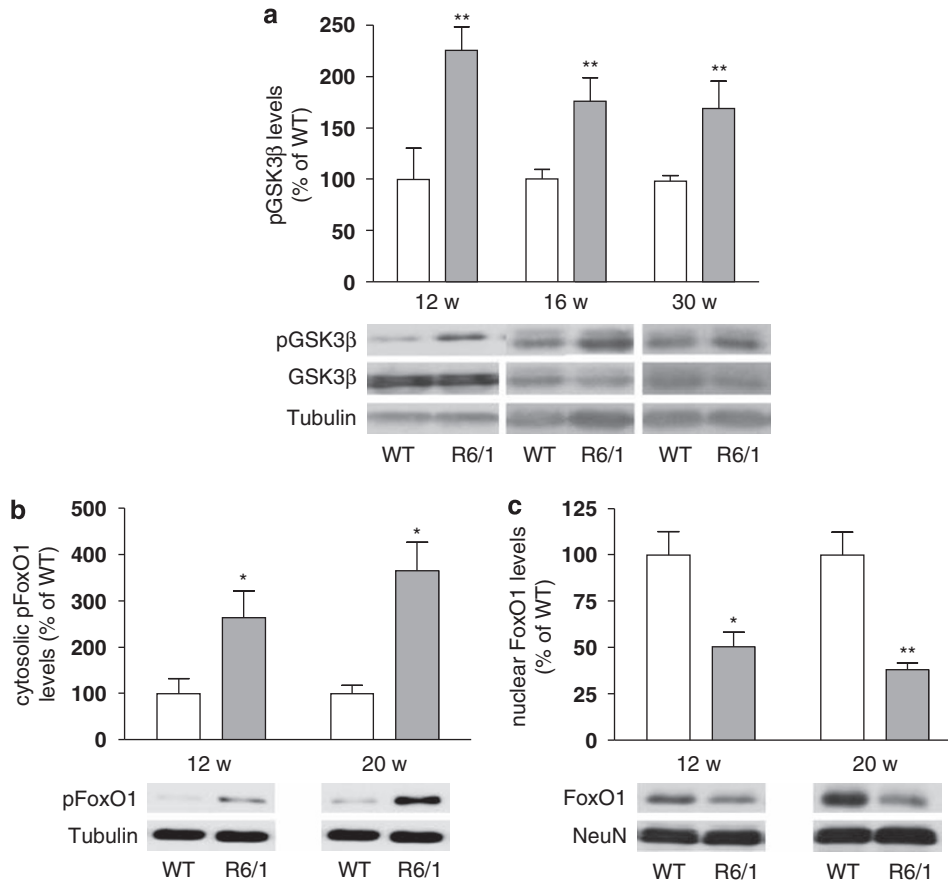 a
pGSK3β levels
(% of WT)
250
200
150
100
50
0
** ** **
12 w 16 w 30 w
pGSK3β
GSK3β
Tubulin
WT R6/1 WT R6/1 WT R6/1
b
cytosolic pFoxO1
levels (% of WT)
500
400
300
200
100
0
* *
12 w 20 w
pFoxO1
Tubulin
WT R6/1 WT R6/1
c
nuclear FoxO1 levels
(% of WT)
125
100
75
50
25
0
* **
12 w 20 w
FoxO1
NeuN
WT R6/1 WT R6/1